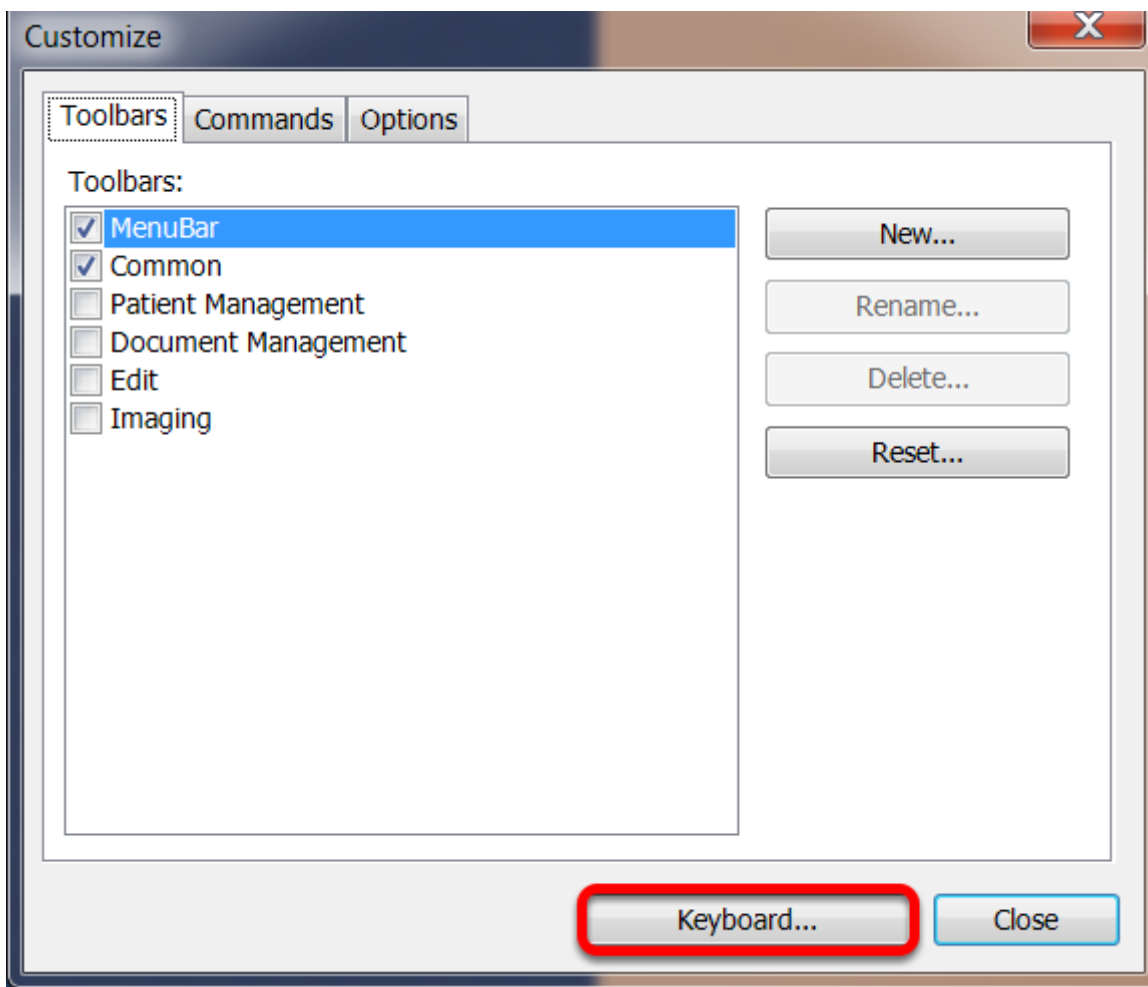 Customize
Toolbars Commands Options
Toolbars:
MenuBar
Common
Patient Management
Document Management
Edit
Imaging
New...
Rename...
Delete...
Reset...
Keyboard... Close